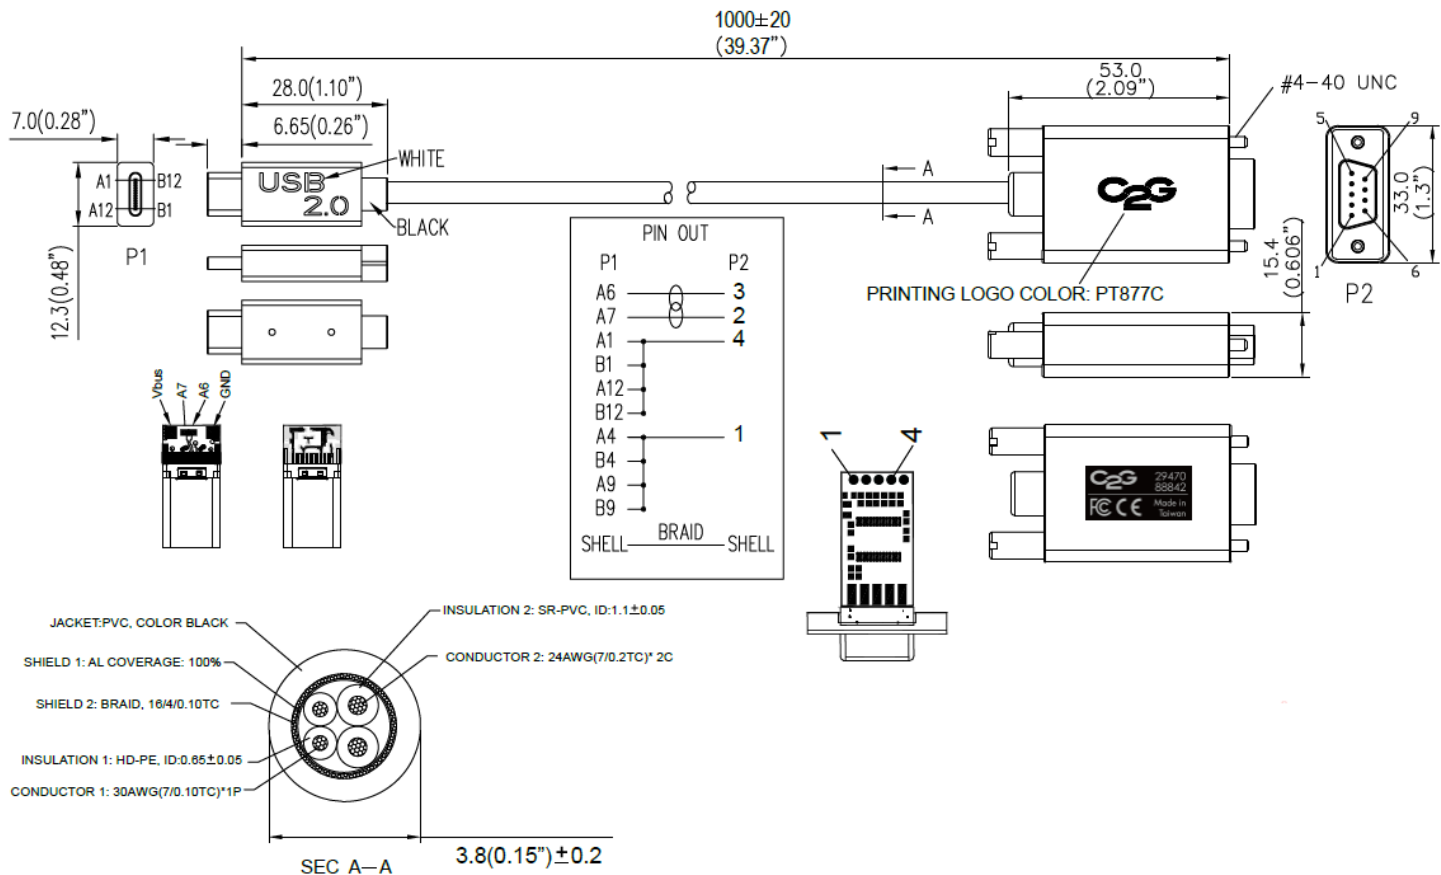 1000±20
(39.37")
28.0(1.10")
53.0
(2.09")
#4-40 UNC
7.0(0.28")
6.65(0.26")
5
9
WHITE
A1
B12
USB
2.0
A
C2G
33.0
(1.3")
A12
B1
BLACK
A
P1
1
6
P2
12.3(0.48")
15.4
(0.606")
PRINTING LOGO COLOR: PT877C
PIN OUT
P1
P2
A6
3
A7
2
A1
4
B1
A12
B12
A4
1
B4
A9
B9
SHELL
BRAID
SHELL
Vbus
A7
A6
GND
1
4
C2G
29470
88842
FC CE
Made in
Taiwan
INSULATION 2: SR-PVC, ID:1.1±0.05
JACKET:PVC, COLOR BLACK
CONDUCTOR 2: 24AWG(7/0.2TC)* 2C
SHIELD 1: AL COVERAGE: 100%
SHIELD 2: BRAID, 16/4/0.10TC
INSULATION 1: HD-PE, ID:0.65±0.05
CONDUCTOR 1: 30AWG(7/0.10TC)*1P
3.8(0.15")±0.2
SEC A—A